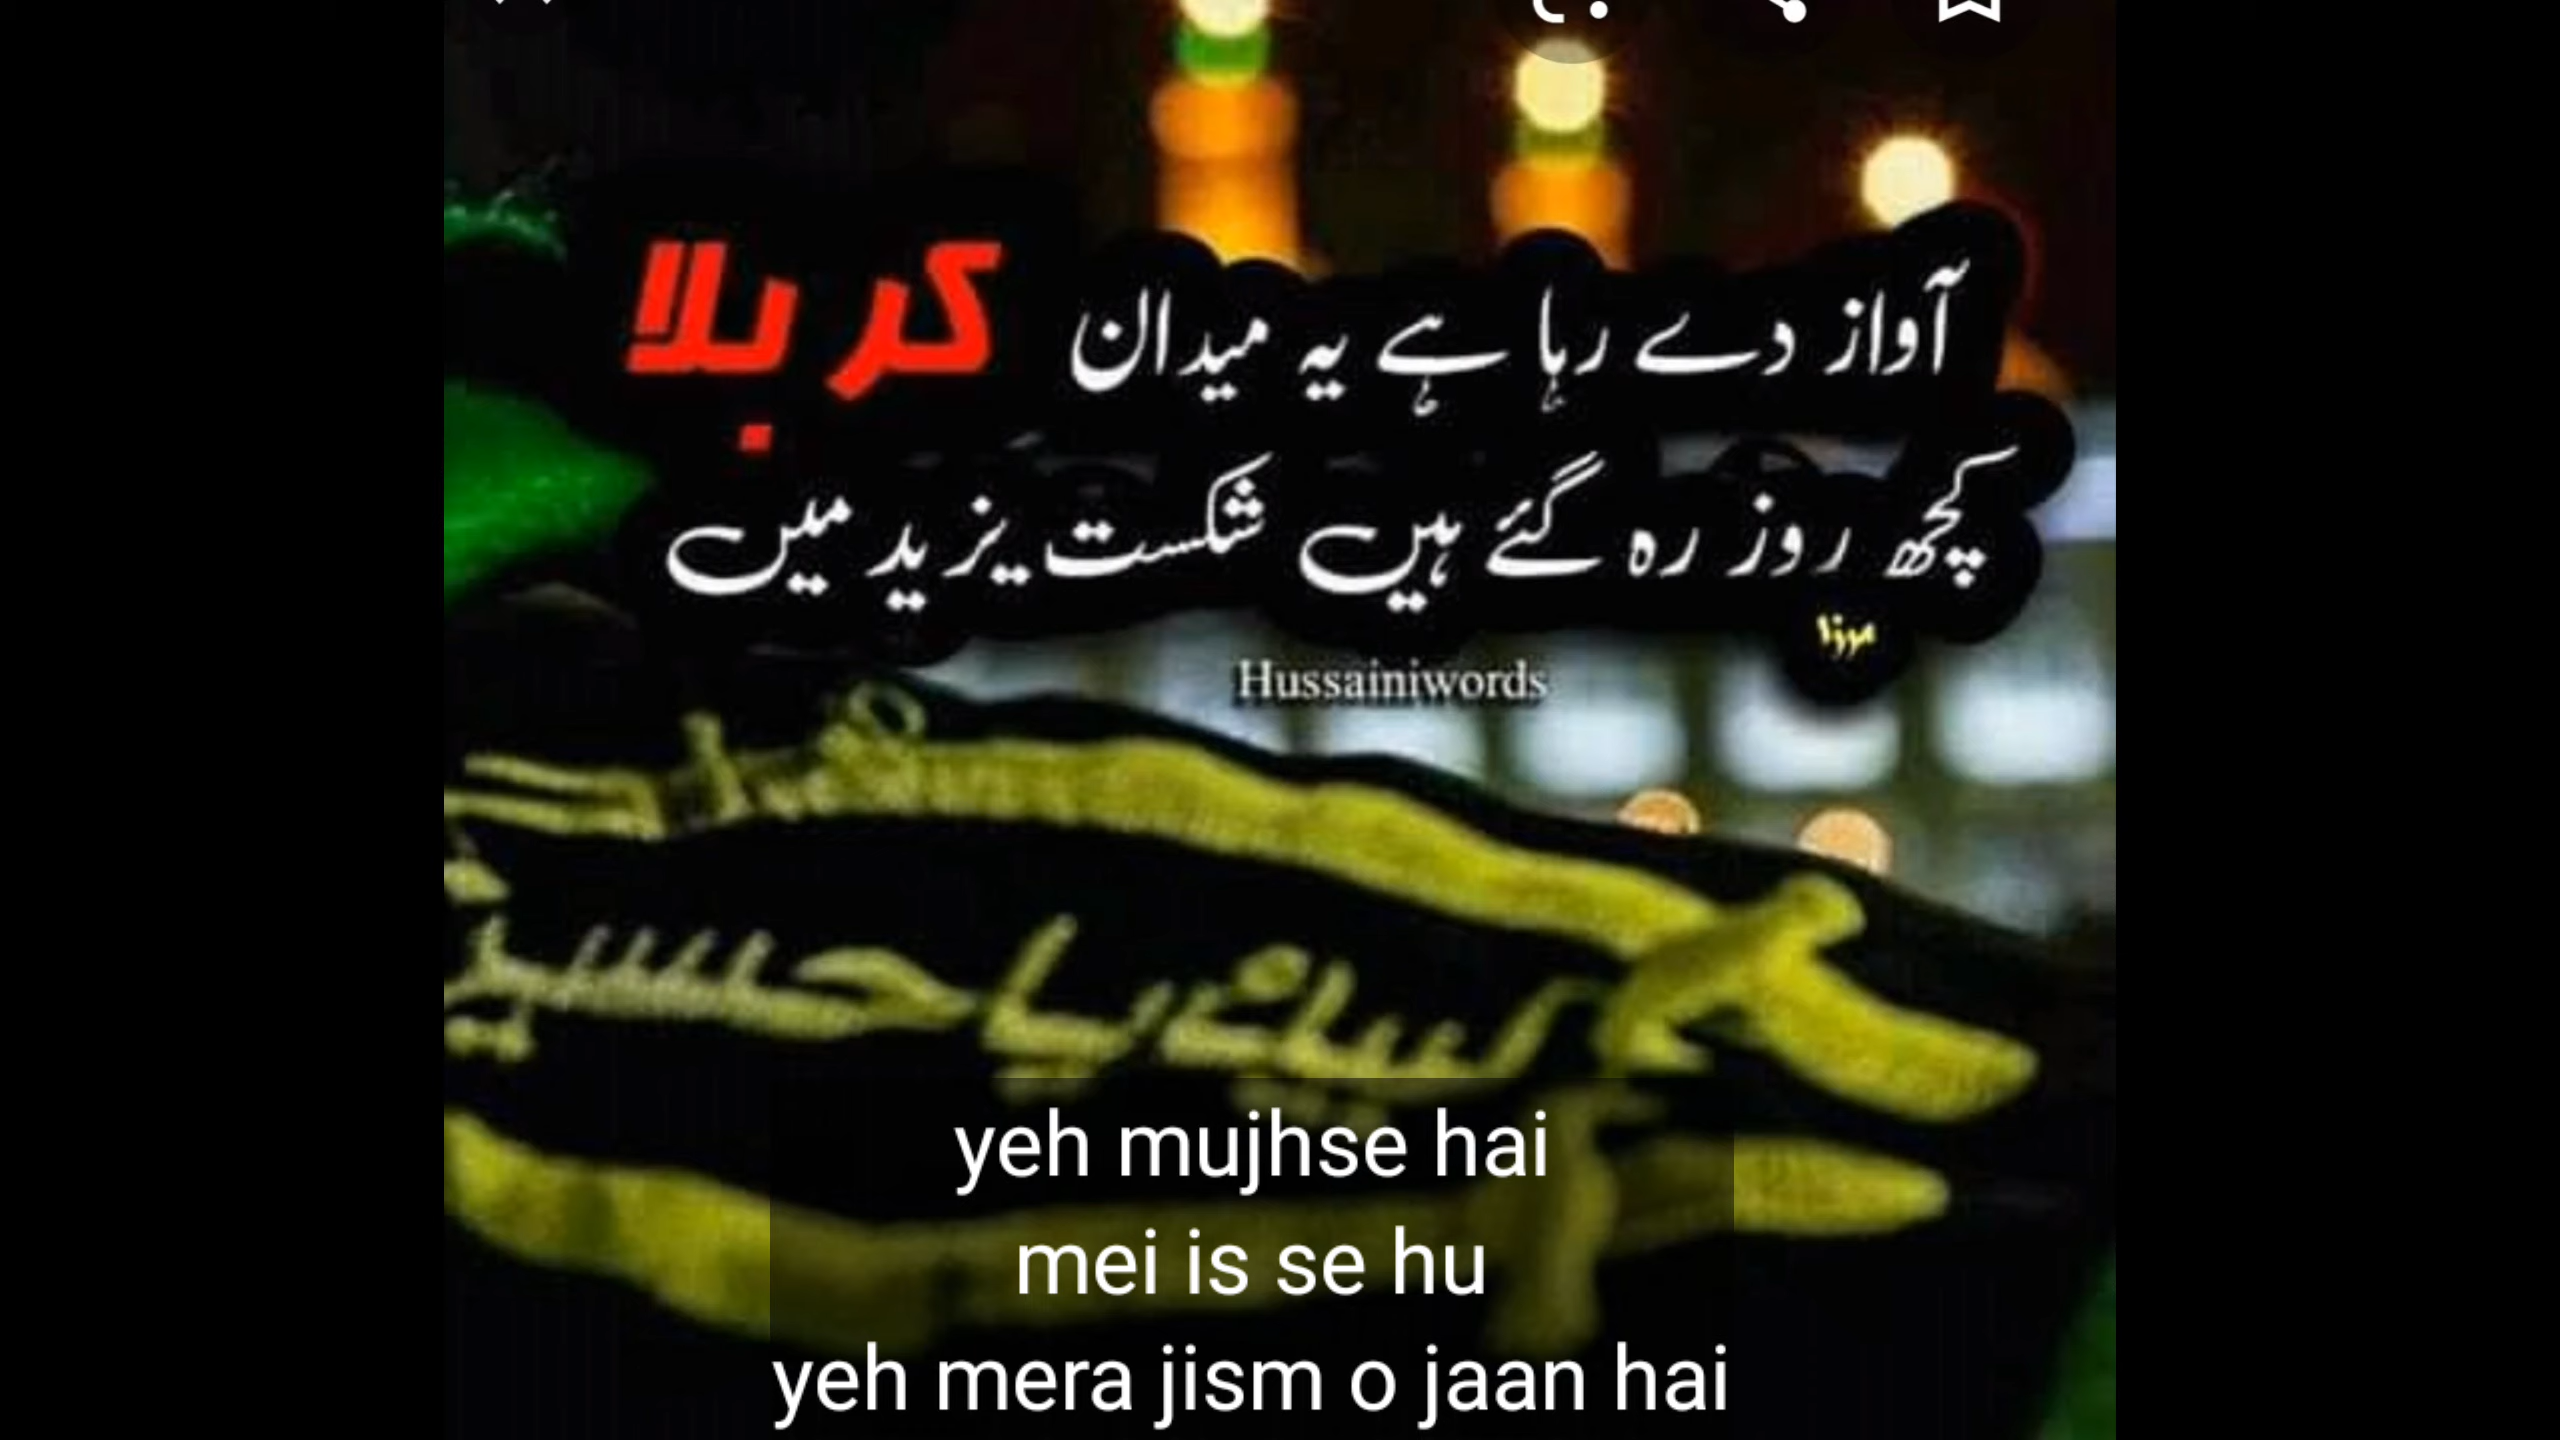 آواز دے رہا ہے یہ میدان کربلا
کچھ روز رہ گئے ہیں شکست یزید میں
مرزا
Hussainiwords
لبیک یا حسین
yeh mujhse hai
mei is se hu
yeh mera jism o jaan hai